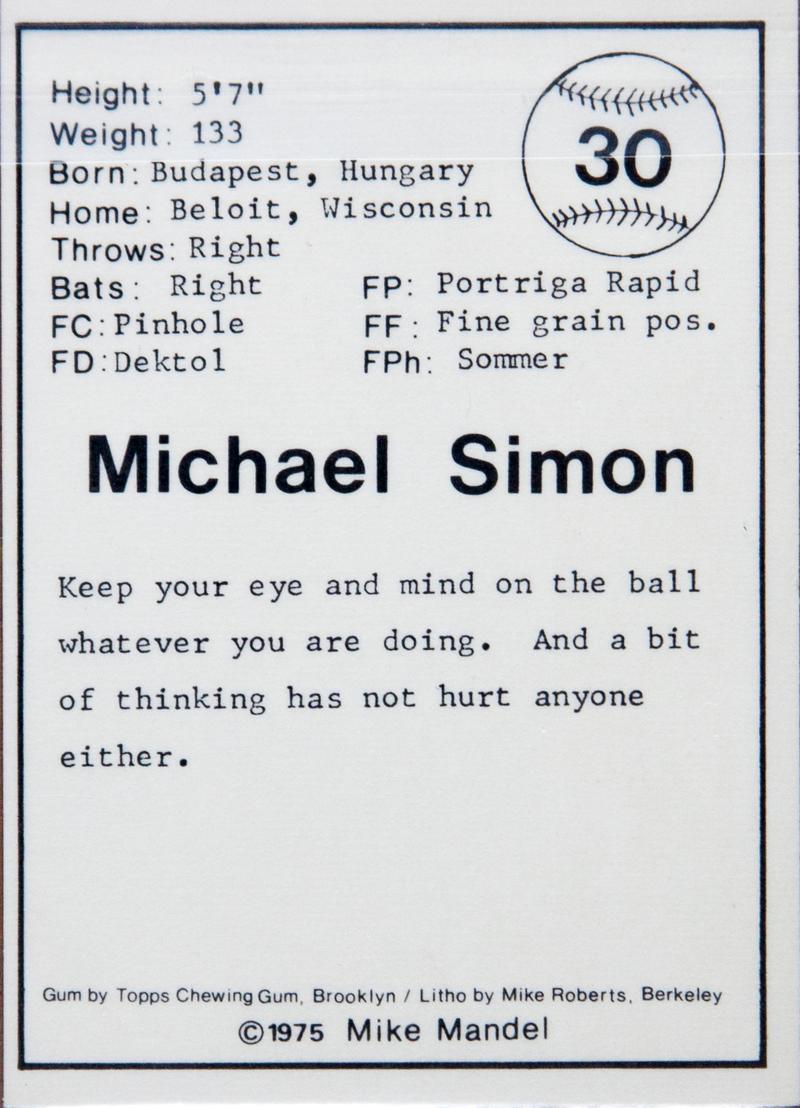 Height: 5'7"
Weight: 133
30
Born: Budapest, Hungary
Home: Beloit, Wisconsin
Throws: Right
Bats: Right FP: Portriga Rapid
FC: Pinhole FF: Fine grain pos.
FD: Dektol FPh: Sommer
Michael Simon
Keep your eye and mind on the ball
whatever you are doing. And a bit
of thinking has not hurt anyone
either.
Gum by Topps Chewing Gum, Brooklyn / Litho by Mike Roberts, Berkeley
©1975 Mike Mandel